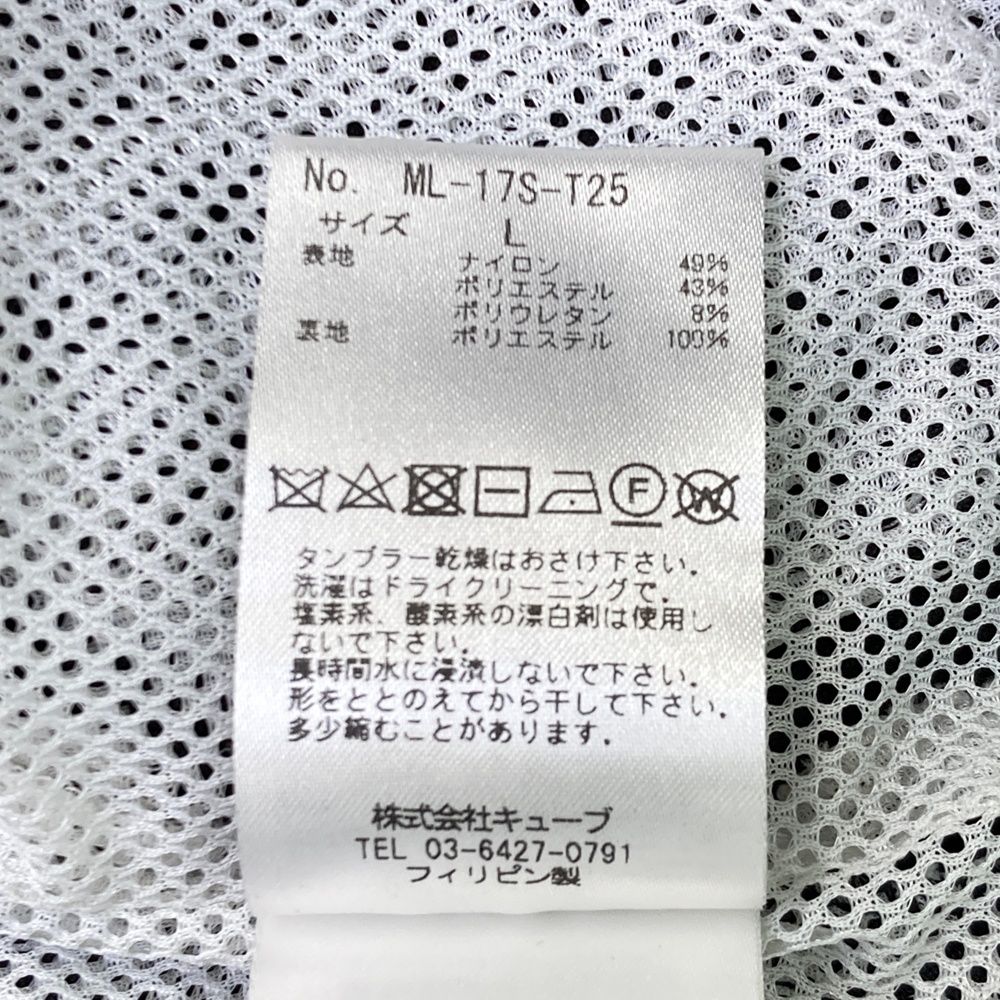 No. ML-17S-T25
サイズ L
表地 ナイロン 49%
ポリエステル 43%
ポリウレタン 8%
裏地 ポリエステル 100%
F W
タンブラー乾燥はおさけ下さい.
洗濯はドライクリーニングで.
塩素系、酸素系の漂白剤は使用し
ないで下さい.
長時間水に浸漬しないで下さい.
形をととのえてから干して下さい.
多少縮むことがあります.
株式会社キューブ
TEL 03-6427-0791
フィリピン製